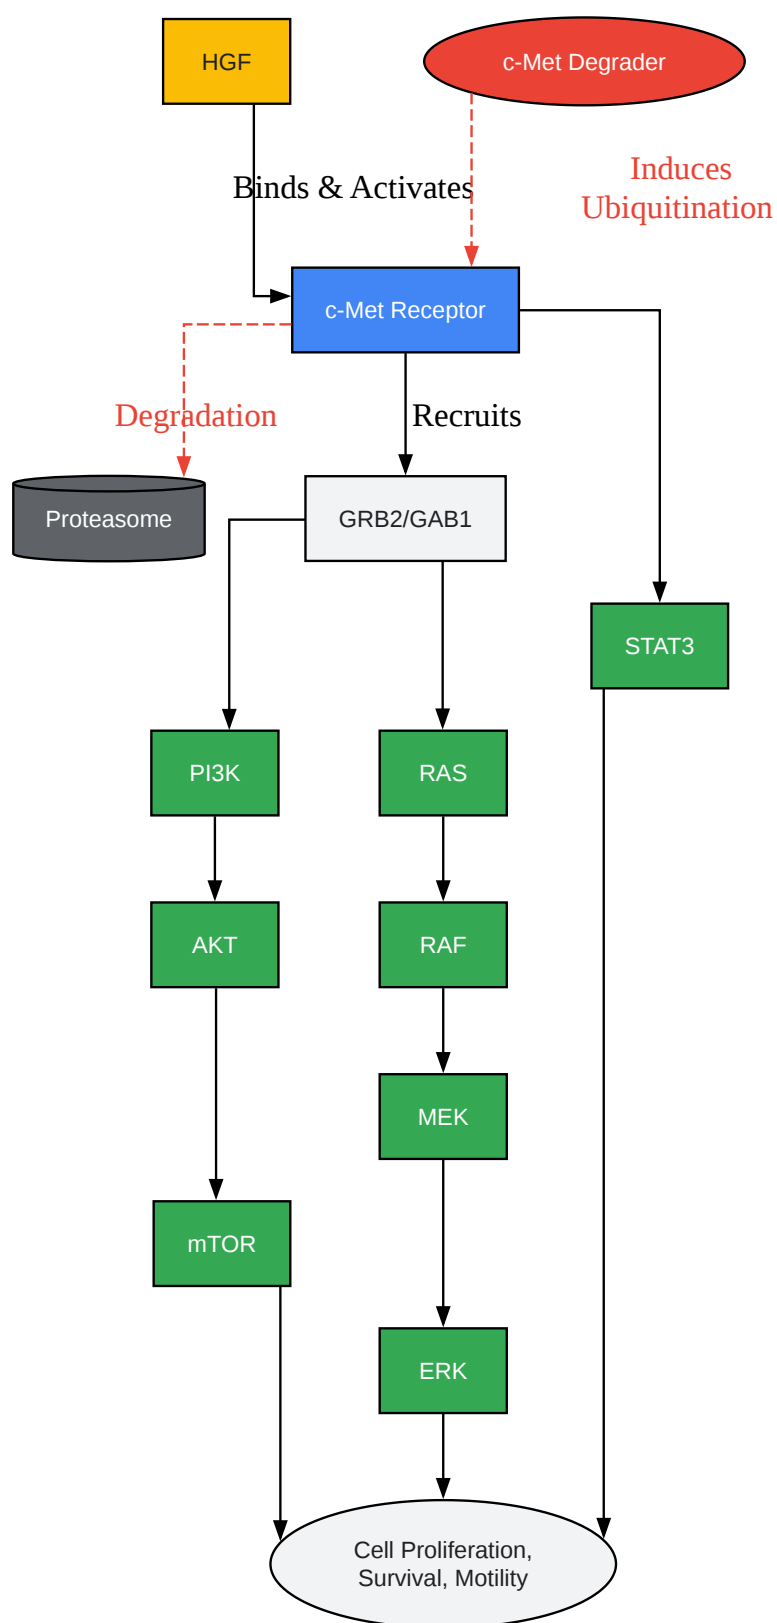 HGF
c-Met Degrader
Binds & Activates
Induces
Ubiquitination
c-Met Receptor
Degradation
Recruits
Proteasome
GRB2/GAB1
STAT3
PI3K
RAS
AKT
RAF
MEK
mTOR
ERK
Cell Proliferation,
Survival, Motility